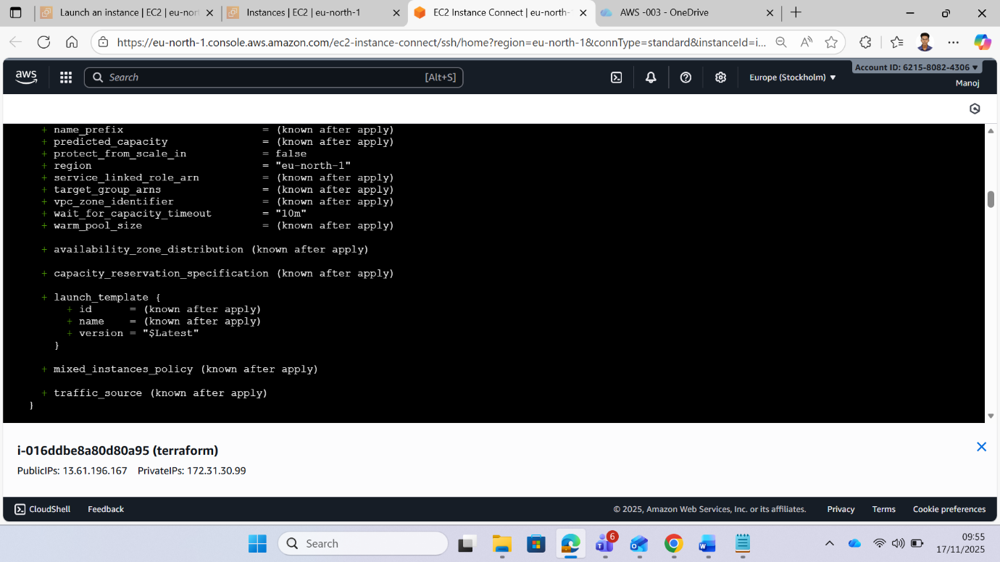 Launch an instance | EC2 | eu-nort
Instances | EC2 | eu-north-1
EC2 Instance Connect | eu-north-
AWS -003 - OneDrive
https://eu-north-1.console.aws.amazon.com/ec2-instance-connect/ssh/home?region=eu-north-1&connType=standard&instanceId=i...
aws
Search
[Alt+S]
Europe (Stockholm)
Account ID: 6215-8082-4306
Manoj
+ name_prefix = (known after apply)
+ predicted_capacity = (known after apply)
+ protect_from_scale_in = false
+ region = "eu-north-1"
+ service_linked_role_arn = (known after apply)
+ target_group_arns = (known after apply)
+ vpc_zone_identifier = (known after apply)
+ wait_for_capacity_timeout = "10m"
+ warm_pool_size = (known after apply)
+ availability_zone_distribution (known after apply)
+ capacity_reservation_specification (known after apply)
+ launch_template {
+ id = (known after apply)
+ name = (known after apply)
+ version = "$Latest"
}
+ mixed_instances_policy (known after apply)
+ traffic_source (known after apply)
}
i-016ddbe8a80d80a95 (terraform)
PublicIPs: 13.61.196.167 PrivateIPs: 172.31.30.99
CloudShell Feedback © 2025, Amazon Web Services, Inc. or its affiliates. Privacy Terms Cookie preferences
Search
6
09:55
17/11/2025